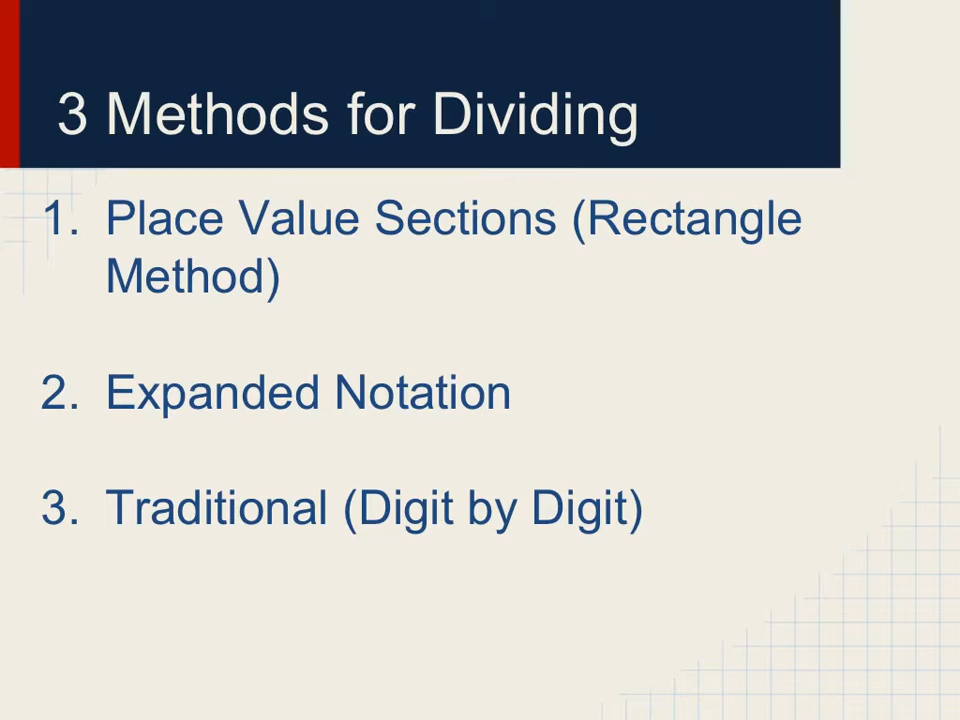 3 Methods for Dividing
1. Place Value Sections (Rectangle
Method)
2. Expanded Notation
3. Traditional (Digit by Digit)